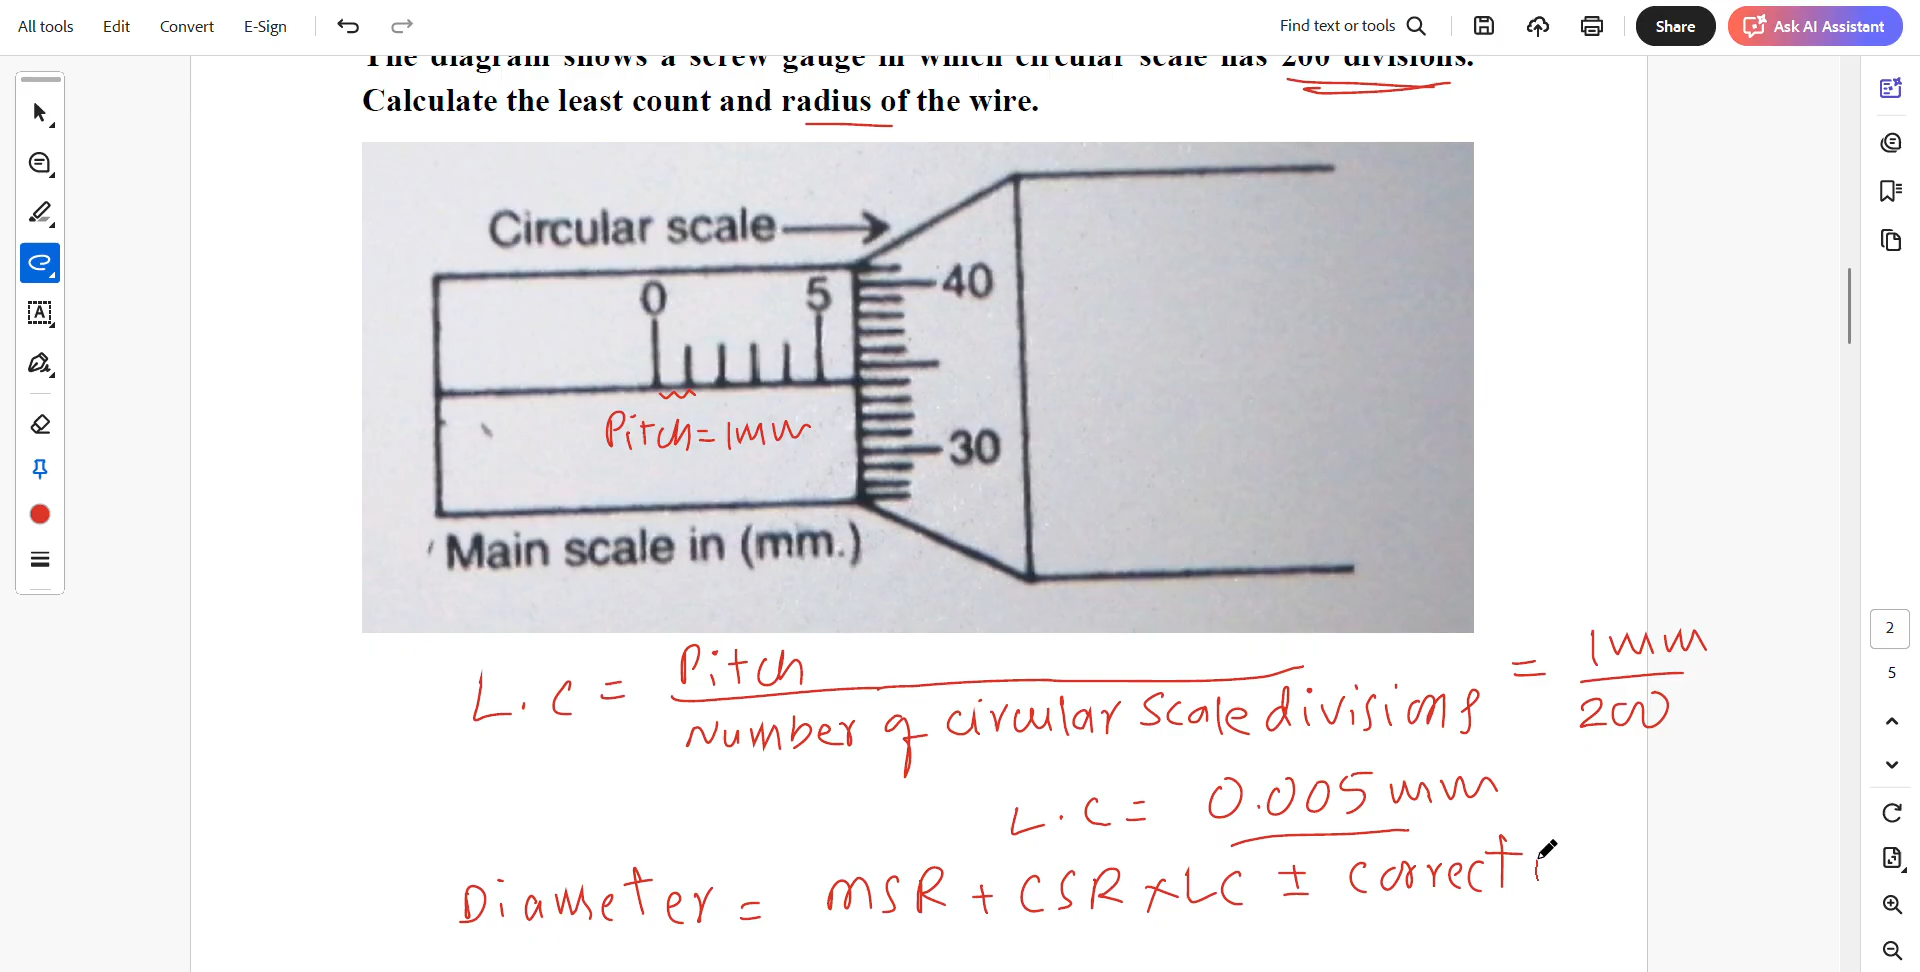 All tools Edit Convert E-Sign Find text or tools Share Ask AI Assistant
The diagram shows a screw gauge in which circular scale has 200 divisions.
Calculate the least count and radius of the wire.
Circular scale
0 5 40
Pitch = 1mm
30
Main scale in (mm.)
2
5
L.C = Pitch = 1mm
Number of circular scale divisions 200
L.C = 0.005 mm
Diameter = MSR + CSR × LC ± correcti